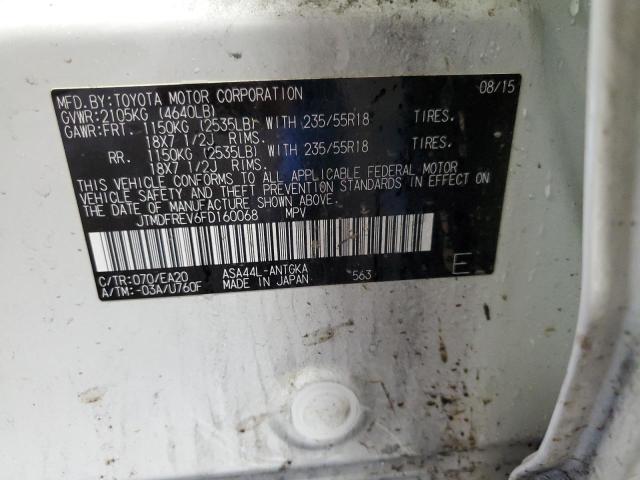 MFD.BY:TOYOTA MOTOR CORPORATION 08/15
GVWR:2105KG (4640LB)
GAWR:FRT. 1150KG (2535LB) WITH 235/55R18 TIRES.
18X7 1/2J RIMS.
RR. 1150KG (2535LB) WITH 235/55R18 TIRES.
18X7 1/2J RIMS.
THIS VEHICLE CONFORMS TO ALL APPLICABLE FEDERAL MOTOR
VEHICLE SAFETY AND THEFT PREVENTION STANDARDS IN EFFECT
ON THE DATE OF MANUFACTURE SHOWN ABOVE.
JTMDFREV6FD160068 MPV
C/TR:070/EA20 ASA44L-ANTGKA 563 E
A/TM:-03A/U760F MADE IN JAPAN